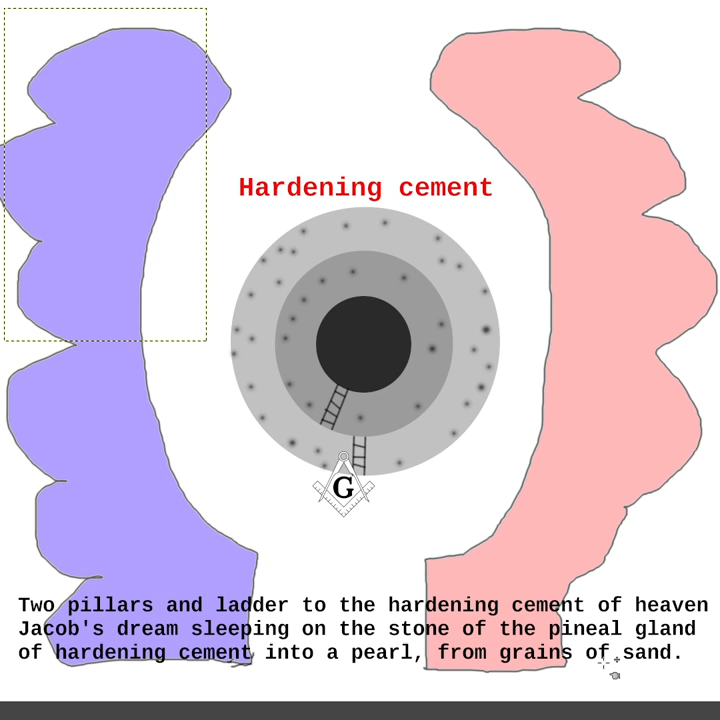 Hardening cement
G
Two pillars and ladder to the hardening cement of heaven
Jacob's dream sleeping on the stone of the pineal gland
of hardening cement into a pearl, from grains of sand.